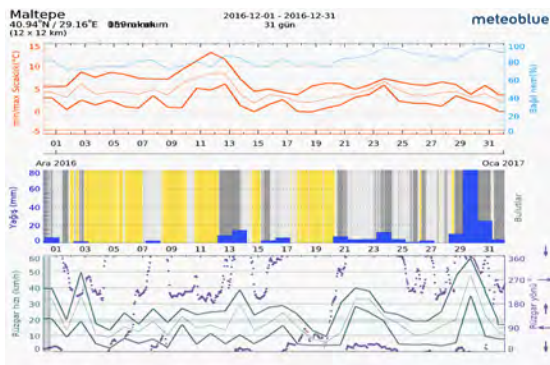 Maltepe
2016-12-01 - 2016-12-31
meteoblue
40.94°N / 29.16°E
31 gün
(12 x 12 km)
min/max Sıcaklık(°C)
15
10
5
0
-5
100
80
60
40
20
0
Bağıl nem(%)
01 03 05 07 09 11 13 15 17 19 21 23 25 27 29 31
Ara 2016
Oca 2017
Yağış (mm)
80
60
40
20
0
Bulutlar
01 03 05 07 09 11 13 15 17 19 21 23 25 27 29 31
Rüzgar hızı (km/h)
60
50
40
30
20
10
0
360
270
180
90
0
Rüzgar yönü °
01 03 05 07 09 11 13 15 17 19 21 23 25 27 29 31